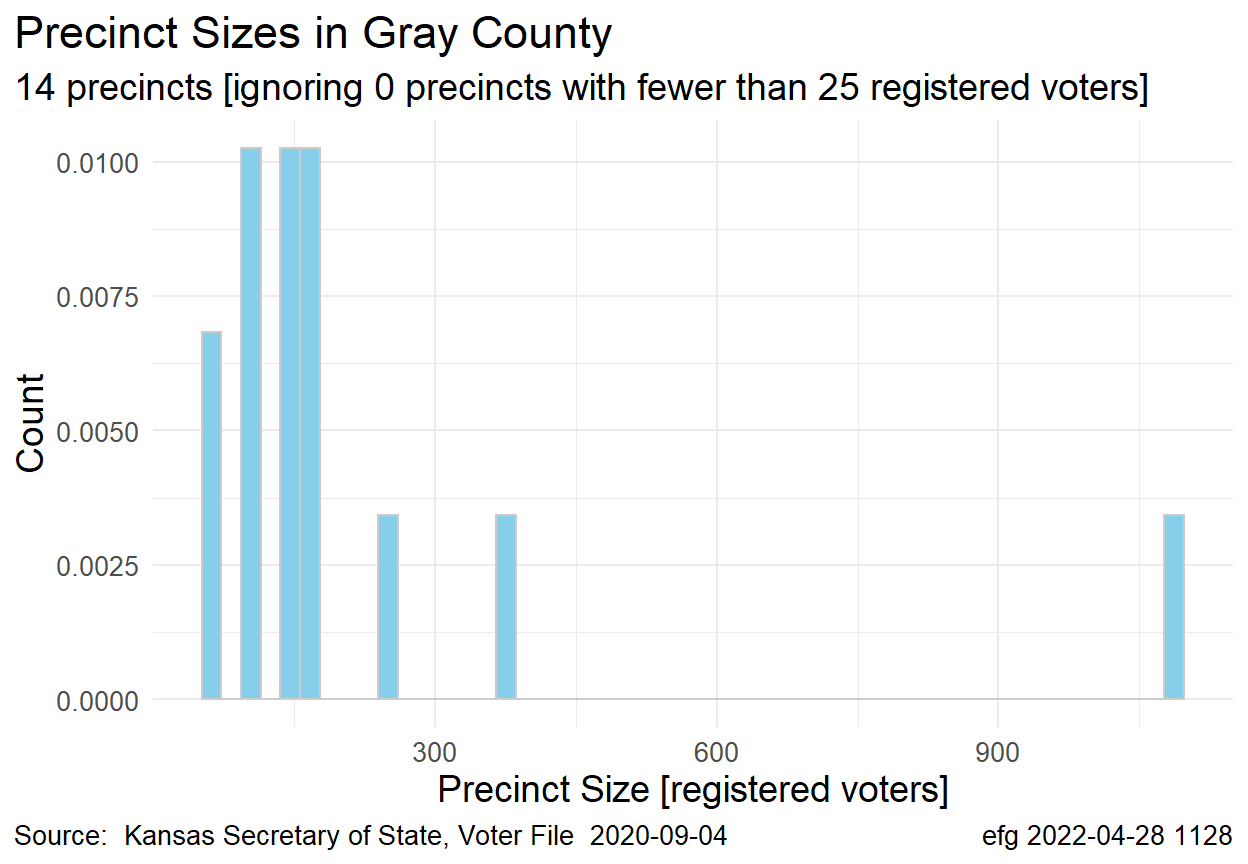 Precinct Sizes in Gray County
14 precincts [ignoring 0 precincts with fewer than 25 registered voters]
0.0100
0.0075
0.0050
0.0025
0.0000
Count
300 600 900
Precinct Size [registered voters]
Source:  Kansas Secretary of State, Voter File  2020-09-04 efg 2022-04-28 1128